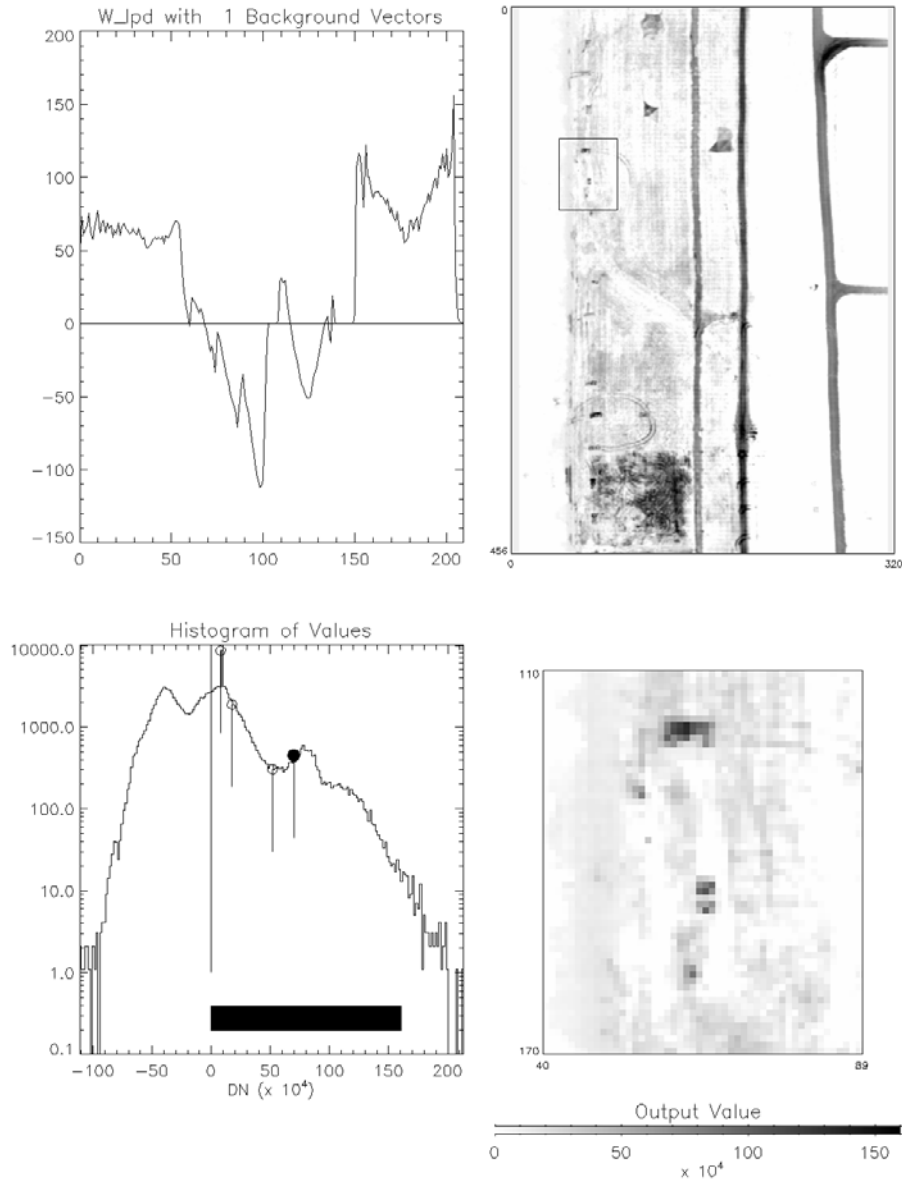 W_lpd with 1 Background Vectors
200
150
100
50
0
−50
−100
−150
0 50 100 150 200
0
456
0 320
Histogram of Values
10000.0
1000.0
100.0
10.0
1.0
0.1
−100 −50 0 50 100 150 200
DN (x 10⁴)
110
170
40 89
Output Value
0 50 100 150
x 10⁴